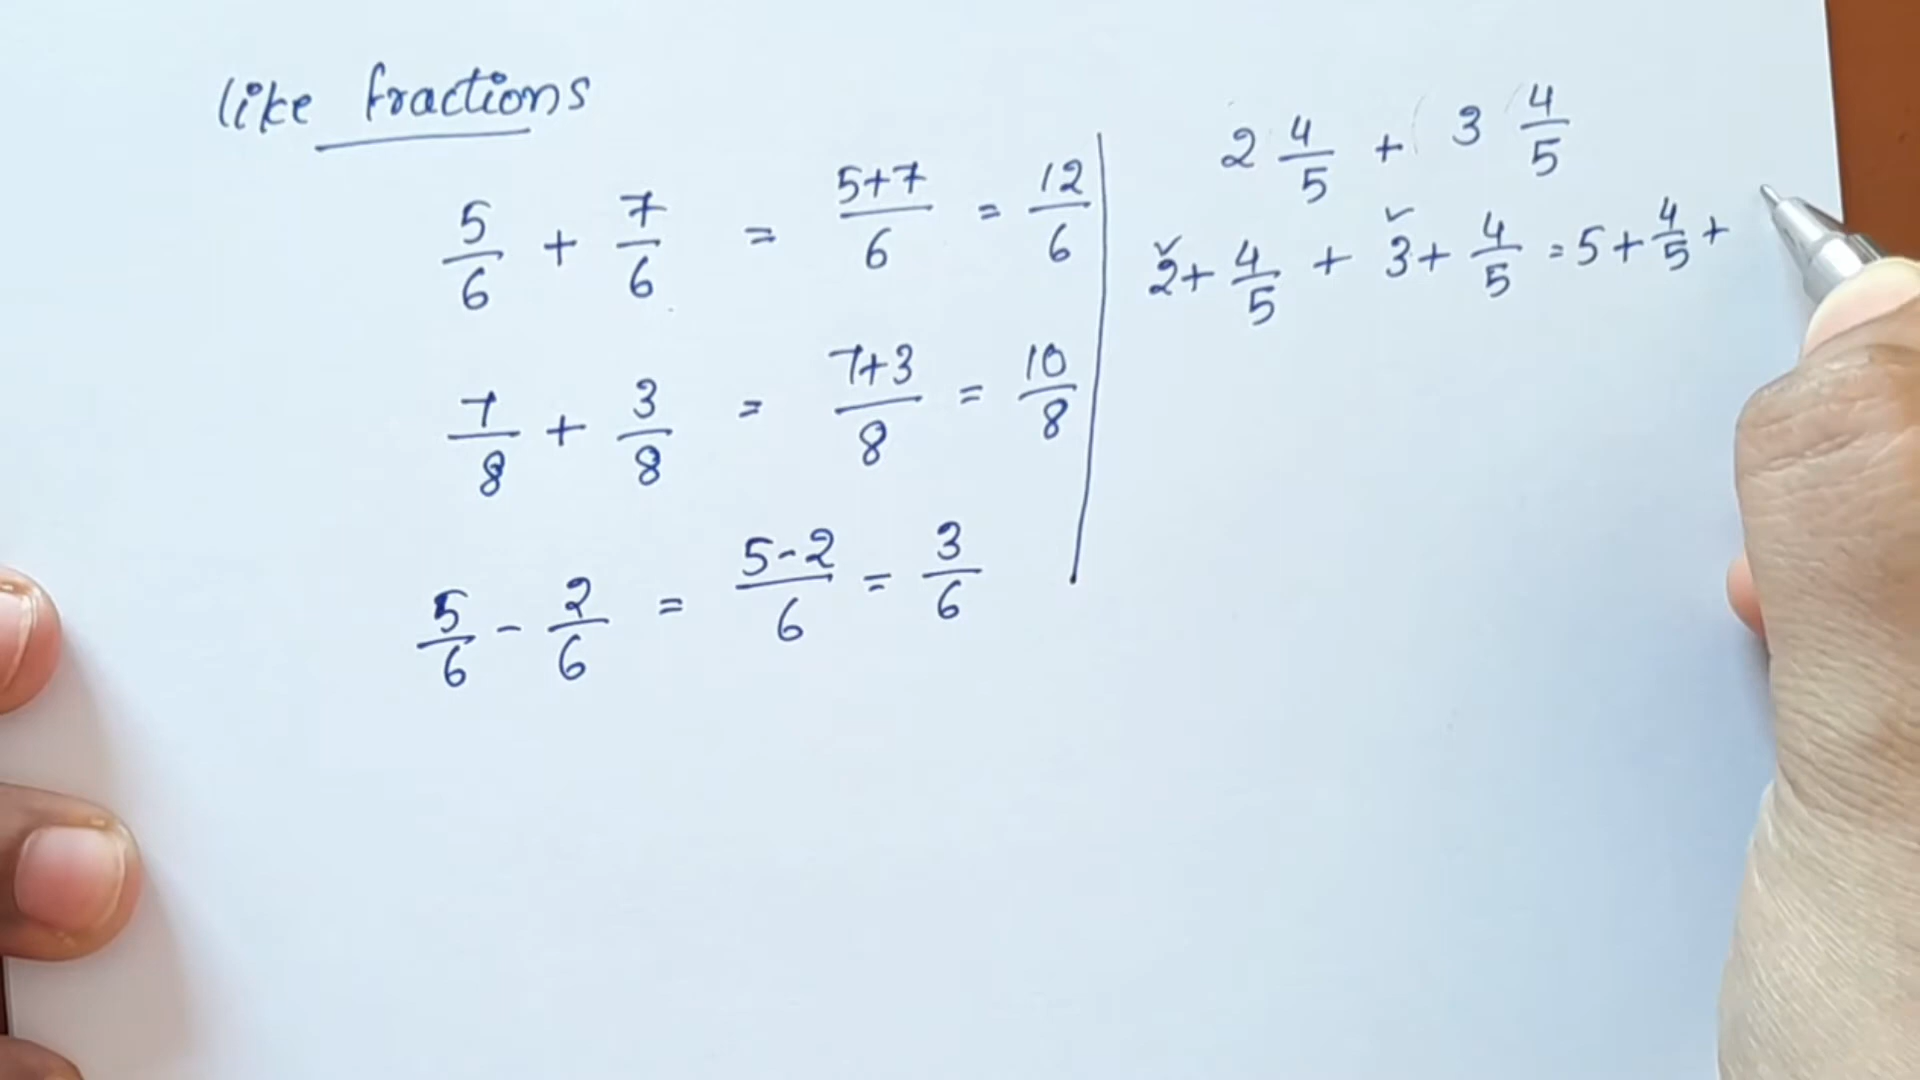 like fractions
5/6 + 7/6 = 5+7/6 = 12/6
7/8 + 3/8 = 7+3/8 = 10/8
5/6 - 2/6 = 5-2/6 = 3/6
2 4/5 + 3 4/5
2+ 4/5 + 3+ 4/5 = 5+ 4/5 +